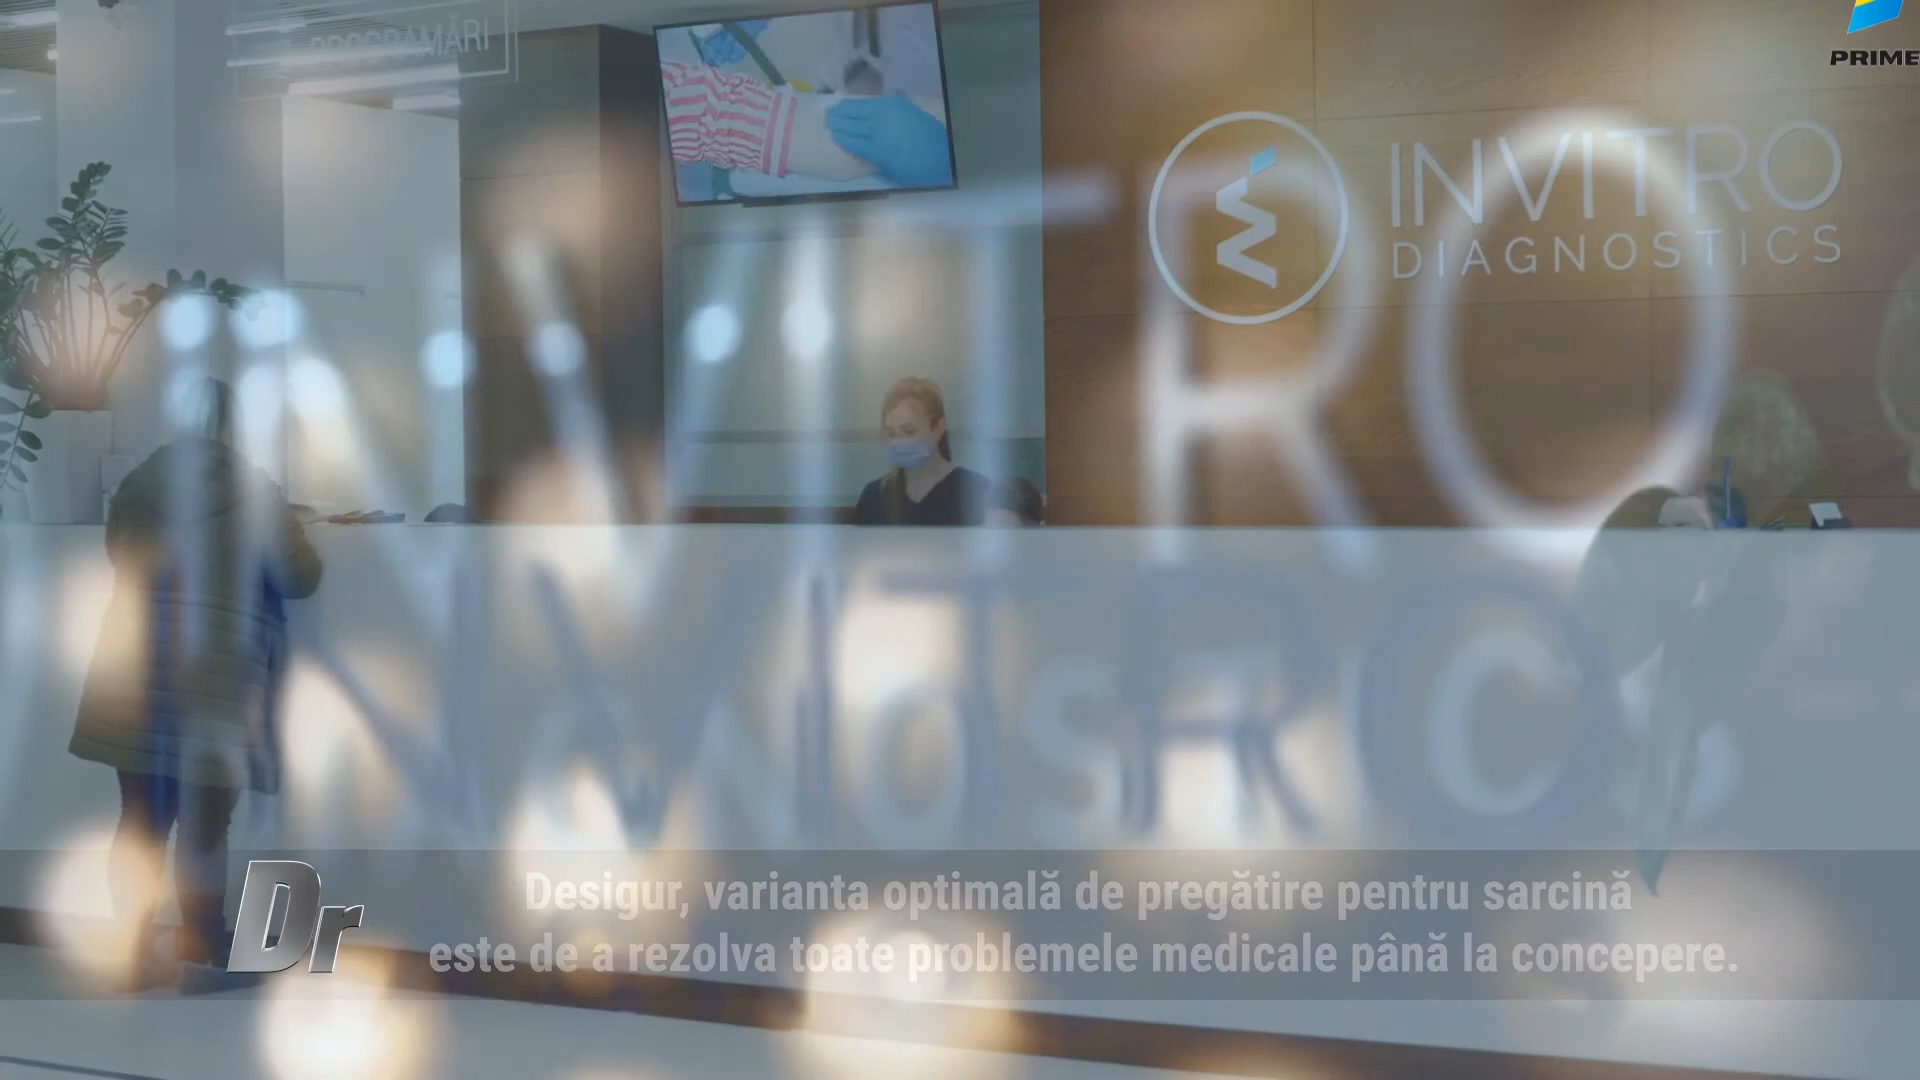 PROGRAMĂRI
PRIME
INVITRO
DIAGNOSTICS
INVITRO
Dr
Desigur, varianta optimală de pregătire pentru sarcină
este de a rezolva toate problemele medicale până la concepere.